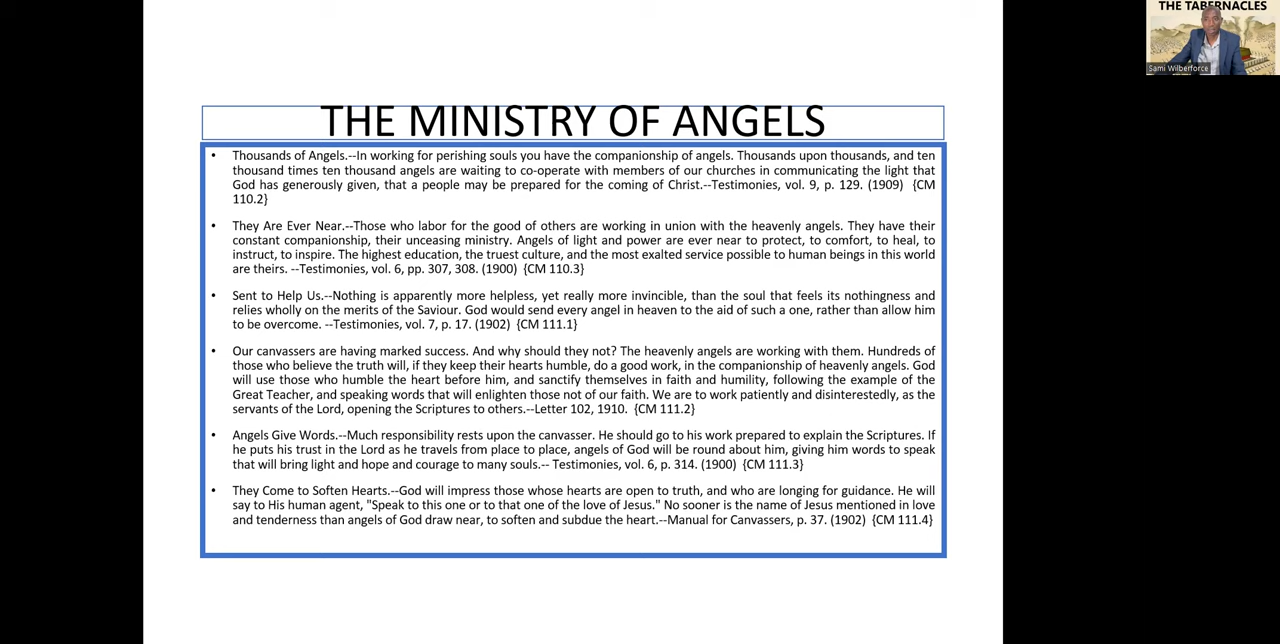 THE TABERNACLES
Sami Wilberforce
THE MINISTRY OF ANGELS
• Thousands of Angels.--In working for perishing souls you have the companionship of angels. Thousands upon thousands, and ten
thousand times ten thousand angels are waiting to co-operate with members of our churches in communicating the light that
God has generously given, that a people may be prepared for the coming of Christ.--Testimonies, vol. 9, p. 129. (1909) {CM
110.2}
• They Are Ever Near.--Those who labor for the good of others are working in union with the heavenly angels. They have their
constant companionship, their unceasing ministry. Angels of light and power are ever near to protect, to comfort, to heal, to
instruct, to inspire. The highest education, the truest culture, and the most exalted service possible to human beings in this world
are theirs. --Testimonies, vol. 6, pp. 307, 308. (1900) {CM 110.3}
• Sent to Help Us.--Nothing is apparently more helpless, yet really more invincible, than the soul that feels its nothingness and
relies wholly on the merits of the Saviour. God would send every angel in heaven to the aid of such a one, rather than allow him
to be overcome. --Testimonies, vol. 7, p. 17. (1902) {CM 111.1}
• Our canvassers are having marked success. And why should they not? The heavenly angels are working with them. Hundreds of
those who believe the truth will, if they keep their hearts humble, do a good work, in the companionship of heavenly angels. God
will use those who humble the heart before him, and sanctify themselves in faith and humility, following the example of the
Great Teacher, and speaking words that will enlighten those not of our faith. We are to work patiently and disinterestedly, as the
servants of the Lord, opening the Scriptures to others.--Letter 102, 1910. {CM 111.2}
• Angels Give Words.--Much responsibility rests upon the canvasser. He should go to his work prepared to explain the Scriptures. If
he puts his trust in the Lord as he travels from place to place, angels of God will be round about him, giving him words to speak
that will bring light and hope and courage to many souls.-- Testimonies, vol. 6, p. 314. (1900) {CM 111.3}
• They Come to Soften Hearts.--God will impress those whose hearts are open to truth, and who are longing for guidance. He will
say to His human agent, "Speak to this one or to that one of the love of Jesus." No sooner is the name of Jesus mentioned in love
and tenderness than angels of God draw near, to soften and subdue the heart.--Manual for Canvassers, p. 37. (1902) {CM 111.4}